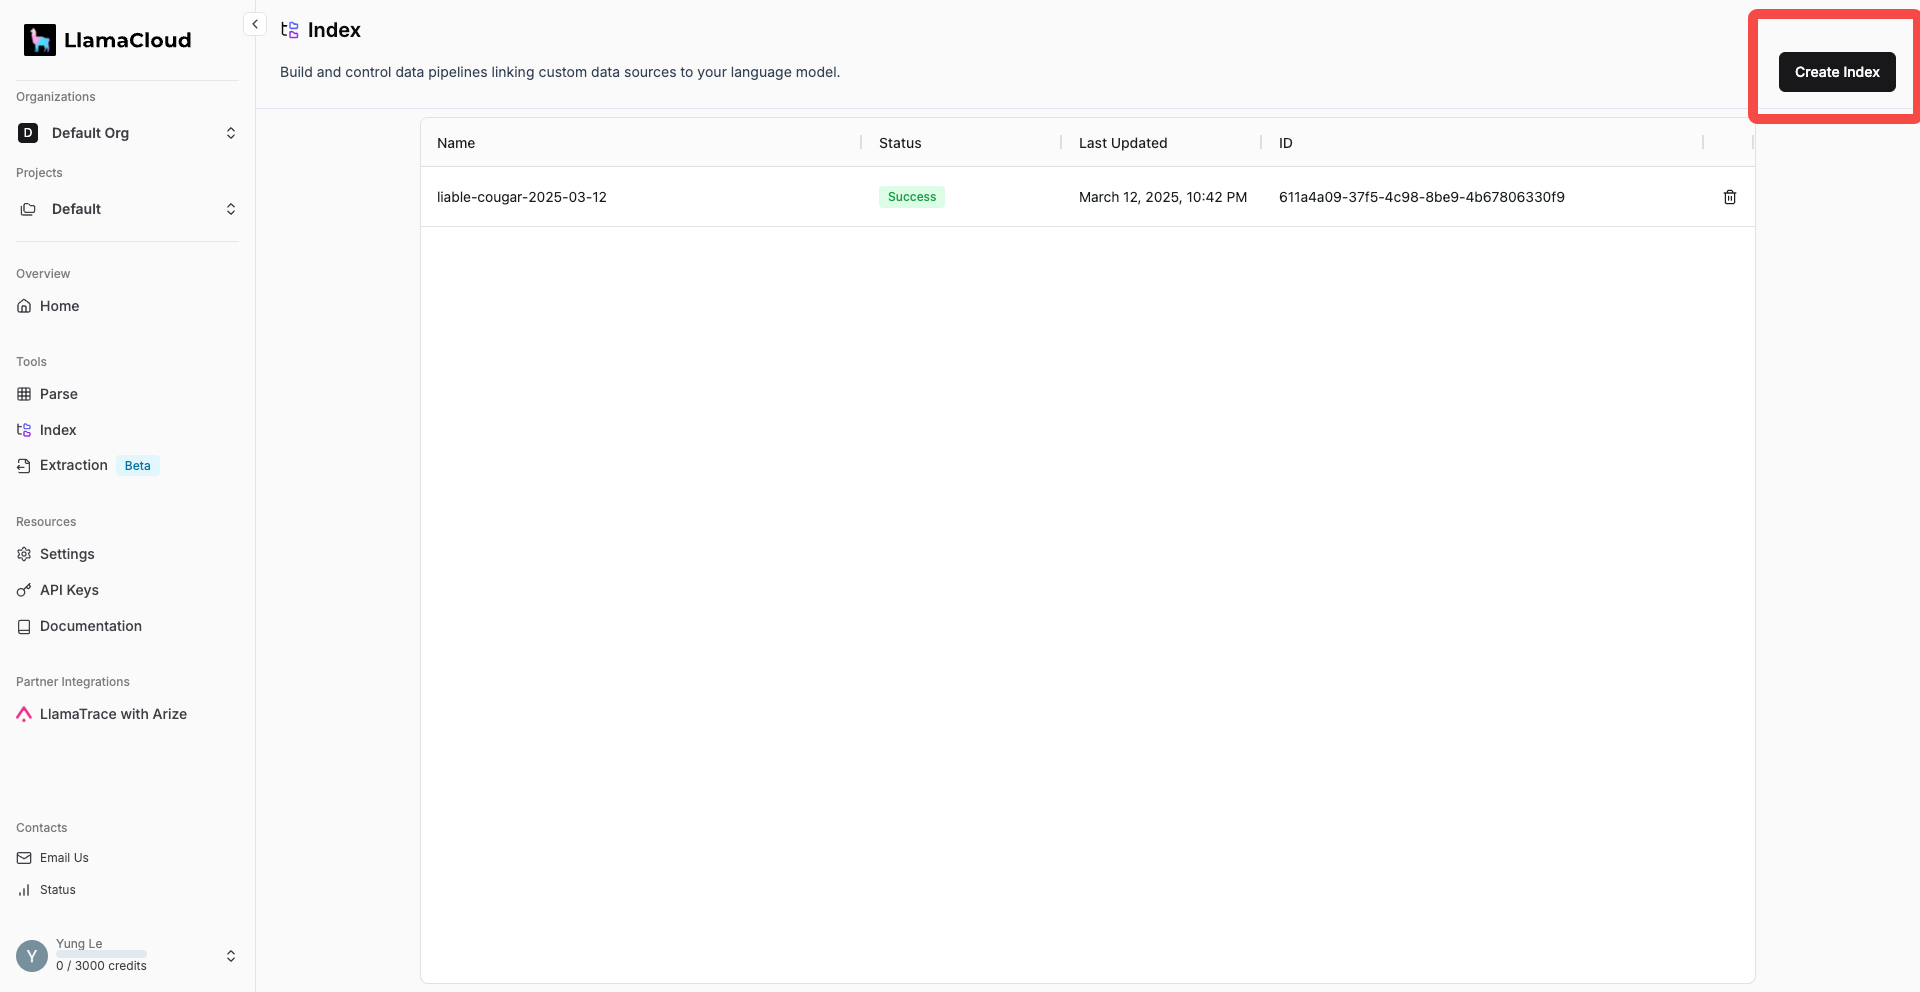 LlamaCloud
Organizations
D Default Org
Projects
Default
Overview
Home
Tools
Parse
Index
Extraction Beta
Resources
Settings
API Keys
Documentation
Partner Integrations
LlamaTrace with Arize
Contacts
Email Us
Status
Y Yung Le
0 / 3000 credits
Index
Build and control data pipelines linking custom data sources to your language model.
Create Index
Name Status Last Updated ID
liable-cougar-2025-03-12 Success March 12, 2025, 10:42 PM 611a4a09-37f5-4c98-8be9-4b67806330f9